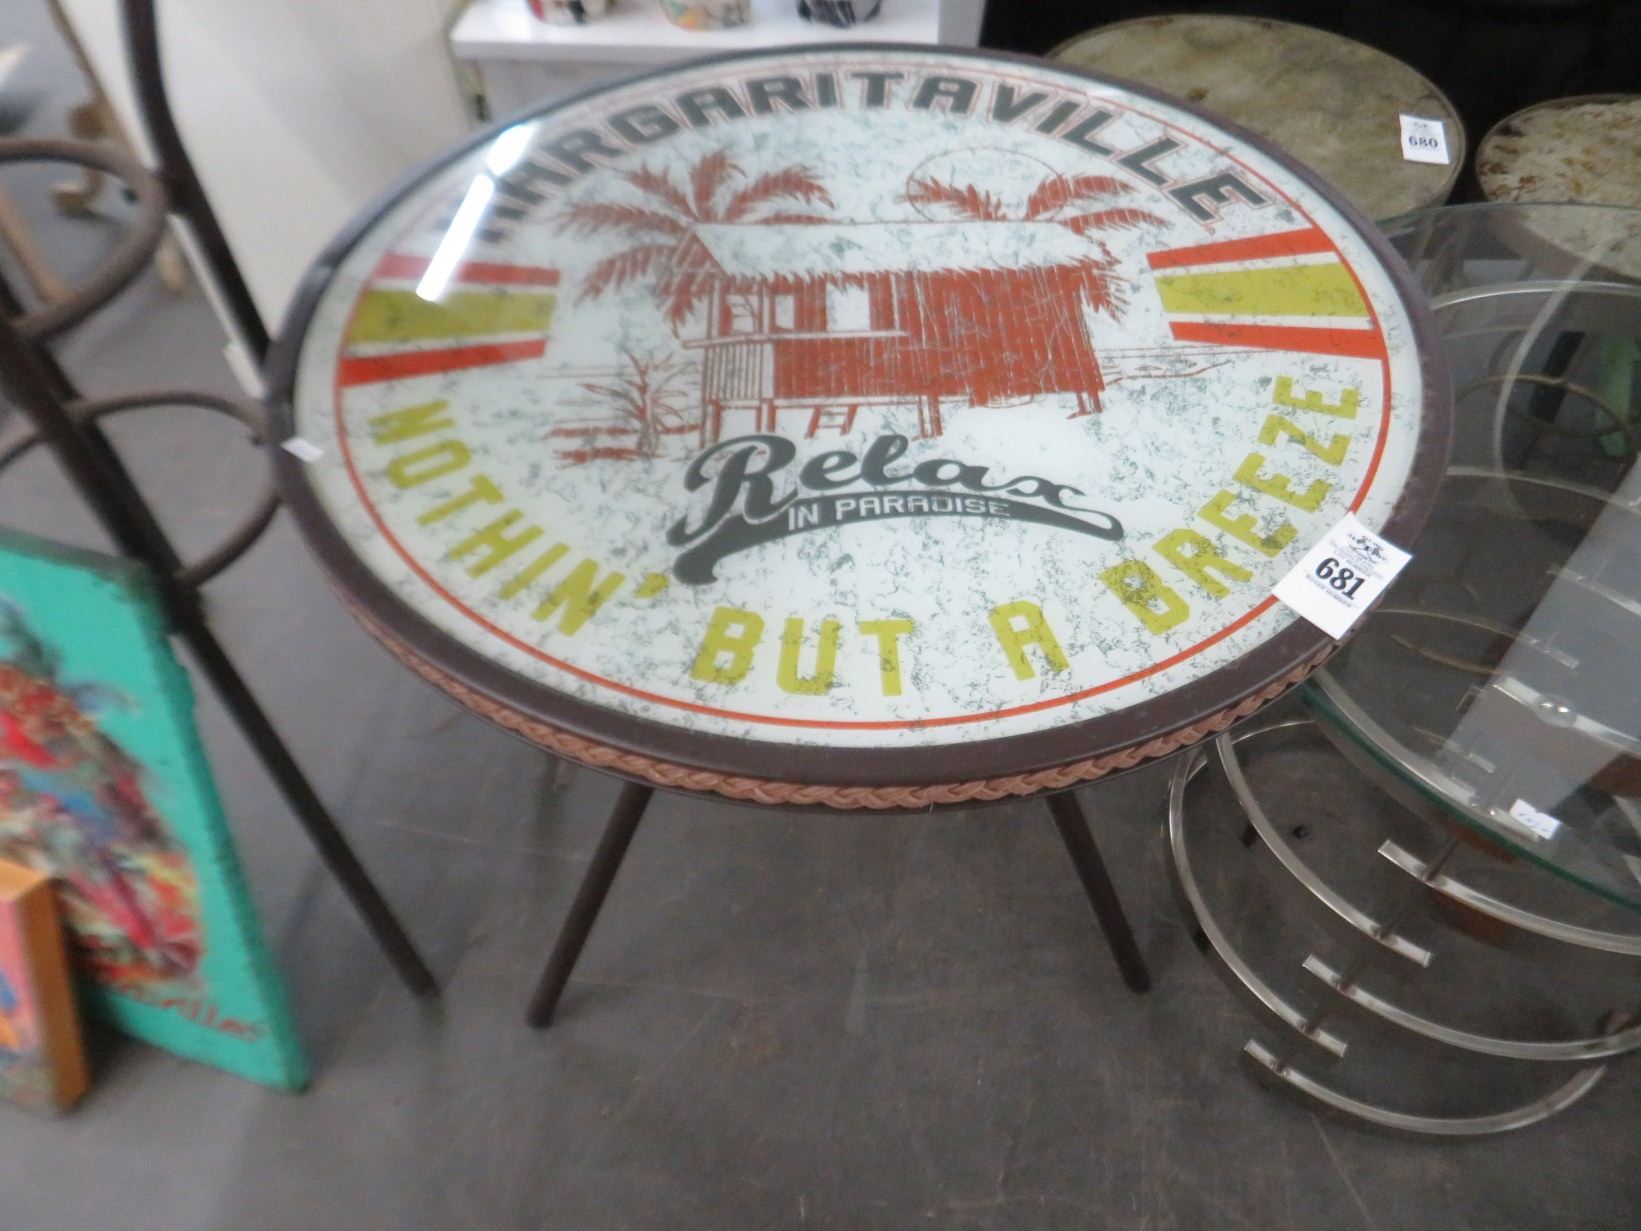 MARGARITAVILLE
Relax
IN PARADISE
NOTHIN' BUT A BREEZE
680
681